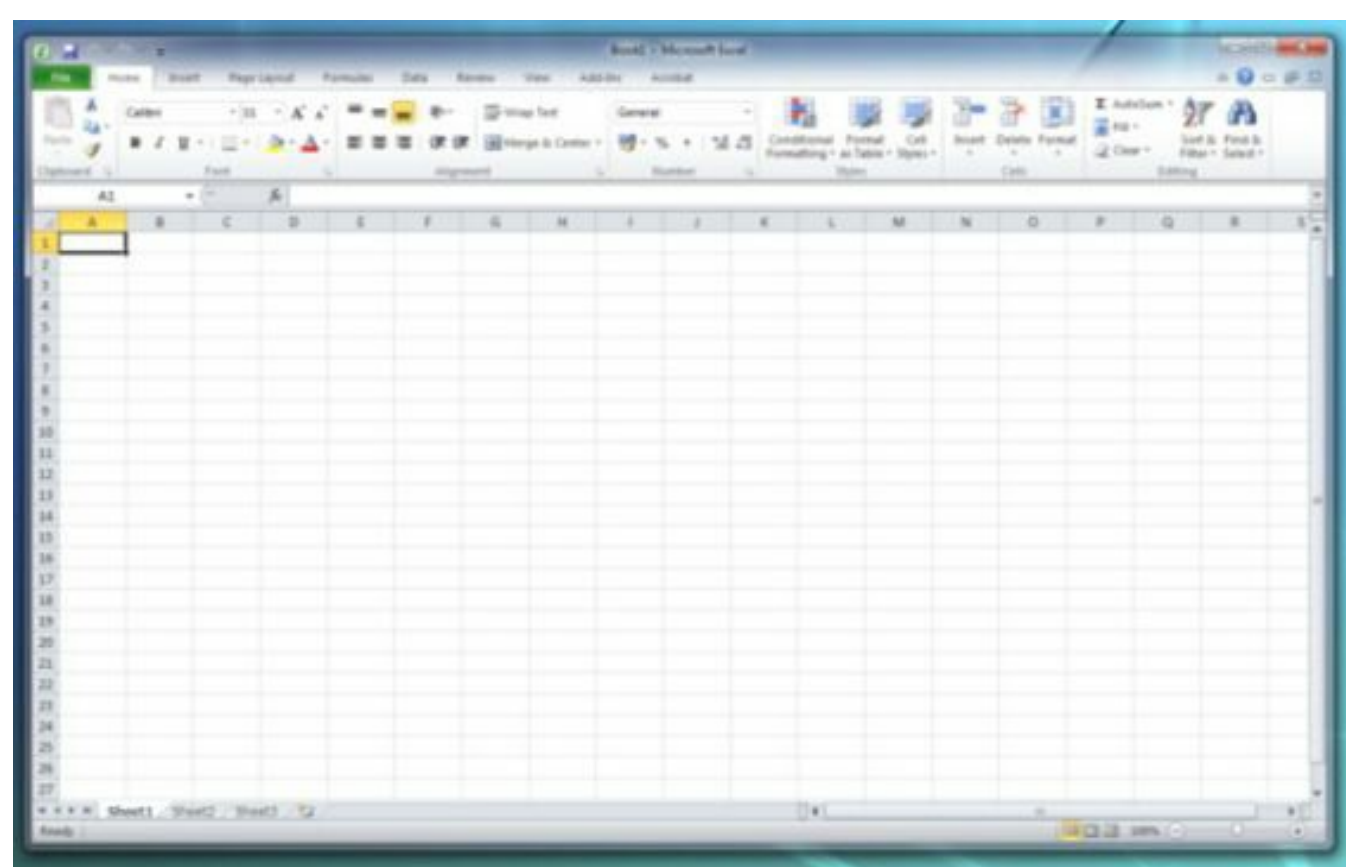 Book1 - Microsoft Excel
File Home Insert Page Layout Formulas Data Review View Add-Ins Acrobat
Calibri 11 Wrap Text General AutoSum
Paste Fill
B I U Merge & Center % , Conditional Formatting Format as Table Cell Styles Insert Delete Format Clear Sort & Filter Find & Select
Clipboard Font Alignment Number Styles Cells Editing
A1 fx
A B C D E F G H I J K L M N O P Q R S
1
2
3
4
5
6
7
8
9
10
11
12
13
14
15
16
17
18
19
20
21
22
23
24
25
26
27
Sheet1 Sheet2 Sheet3
Ready 100%